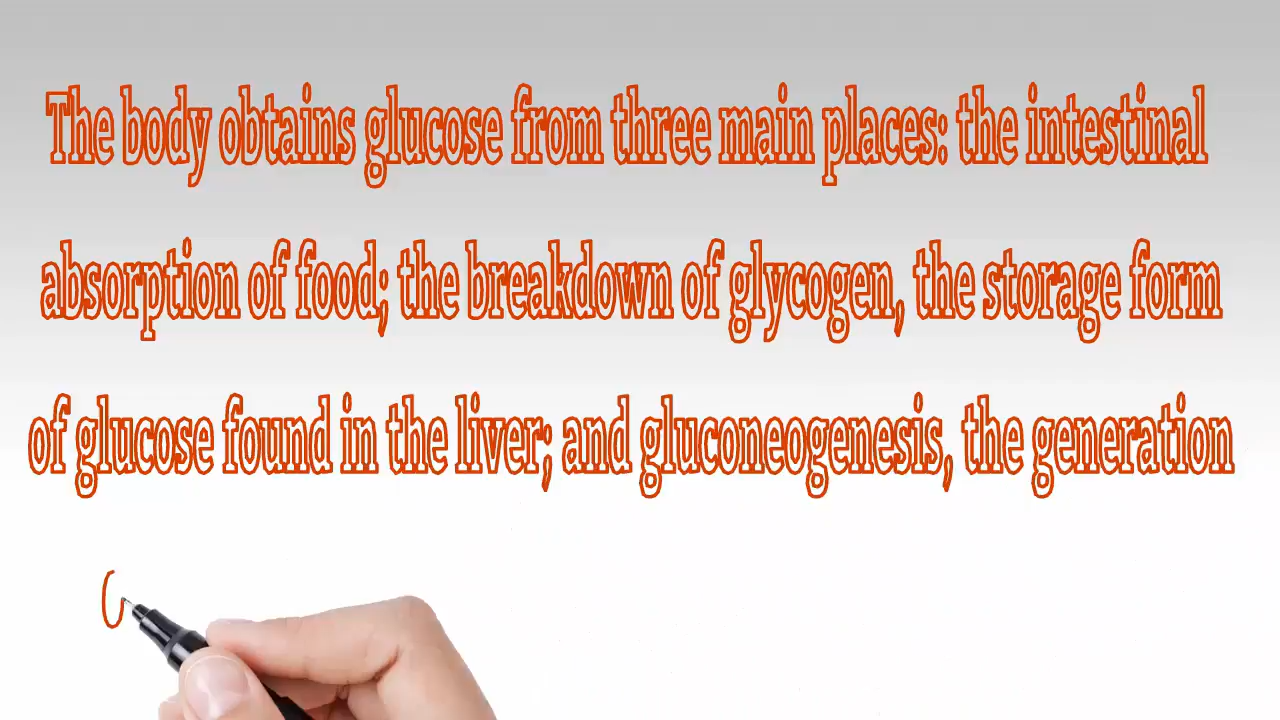 The body obtains glucose from three main places: the intestinal
absorption of food; the breakdown of glycogen, the storage form
of glucose found in the liver; and gluconeogenesis, the generation